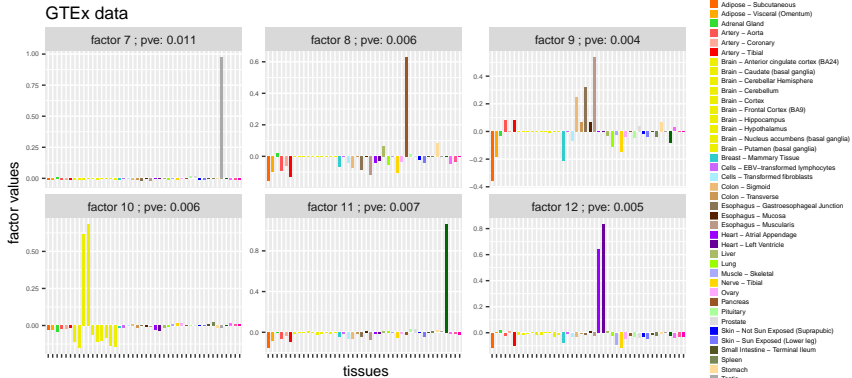 GTEx data
factor 7 ; pve: 0.011
factor 8 ; pve: 0.006
factor 9 ; pve: 0.004
1.00
0.75
0.50
0.25
0.00
0.6
0.4
0.2
0.0
0.4
0.2
0.0
−0.2
−0.4
factor 10 ; pve: 0.006
factor 11 ; pve: 0.007
factor 12 ; pve: 0.005
0.50
0.25
0.00
0.8
0.4
0.0
0.8
0.6
0.4
0.2
0.0
factor values
tissues
Adipose − Subcutaneous
Adipose − Visceral (Omentum)
Adrenal Gland
Artery − Aorta
Artery − Coronary
Artery − Tibial
Brain − Anterior cingulate cortex (BA24)
Brain − Caudate (basal ganglia)
Brain − Cerebellar Hemisphere
Brain − Cerebellum
Brain − Cortex
Brain − Frontal Cortex (BA9)
Brain − Hippocampus
Brain − Hypothalamus
Brain − Nucleus accumbens (basal ganglia)
Brain − Putamen (basal ganglia)
Breast − Mammary Tissue
Cells − EBV−transformed lymphocytes
Cells − Transformed fibroblasts
Colon − Sigmoid
Colon − Transverse
Esophagus − Gastroesophageal Junction
Esophagus − Mucosa
Esophagus − Muscularis
Heart − Atrial Appendage
Heart − Left Ventricle
Liver
Lung
Muscle − Skeletal
Nerve − Tibial
Ovary
Pancreas
Pituitary
Prostate
Skin − Not Sun Exposed (Suprapubic)
Skin − Sun Exposed (Lower leg)
Small Intestine − Terminal Ileum
Spleen
Stomach